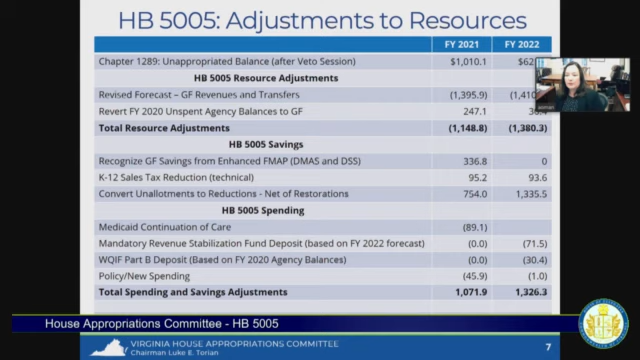 HB 5005: Adjustments to Resources
FY 2021 FY 2022
Chapter 1289: Unappropriated Balance (after Veto Session) $1,010.1
HB 5005 Resource Adjustments
Revised Forecast – GF Revenues and Transfers (1,395.9)
Revert FY 2020 Unspent Agency Balances to GF 247.1
Total Resource Adjustments (1,148.8) (1,380.3)
HB 5005 Savings
Recognize GF Savings from Enhanced FMAP (DMAS and DSS) 336.8 0
K-12 Sales Tax Reduction (technical) 95.2 93.6
Convert Unallotments to Reductions - Net of Restorations 754.0 1,335.5
HB 5005 Spending
Medicaid Continuation of Care (89.1)
Mandatory Revenue Stabilization Fund Deposit (based on FY 2022 forecast) (0.0) (71.5)
WQIF Part B Deposit (Based on FY 2020 Agency Balances) (0.0) (30.4)
Policy/New Spending (45.9) (1.0)
Total Spending and Savings Adjustments 1,071.9 1,326.3
House Appropriations Committee - HB 5005
VIRGINIA HOUSE APPROPRIATIONS COMMITTEE
Chairman Luke E. Torian
7